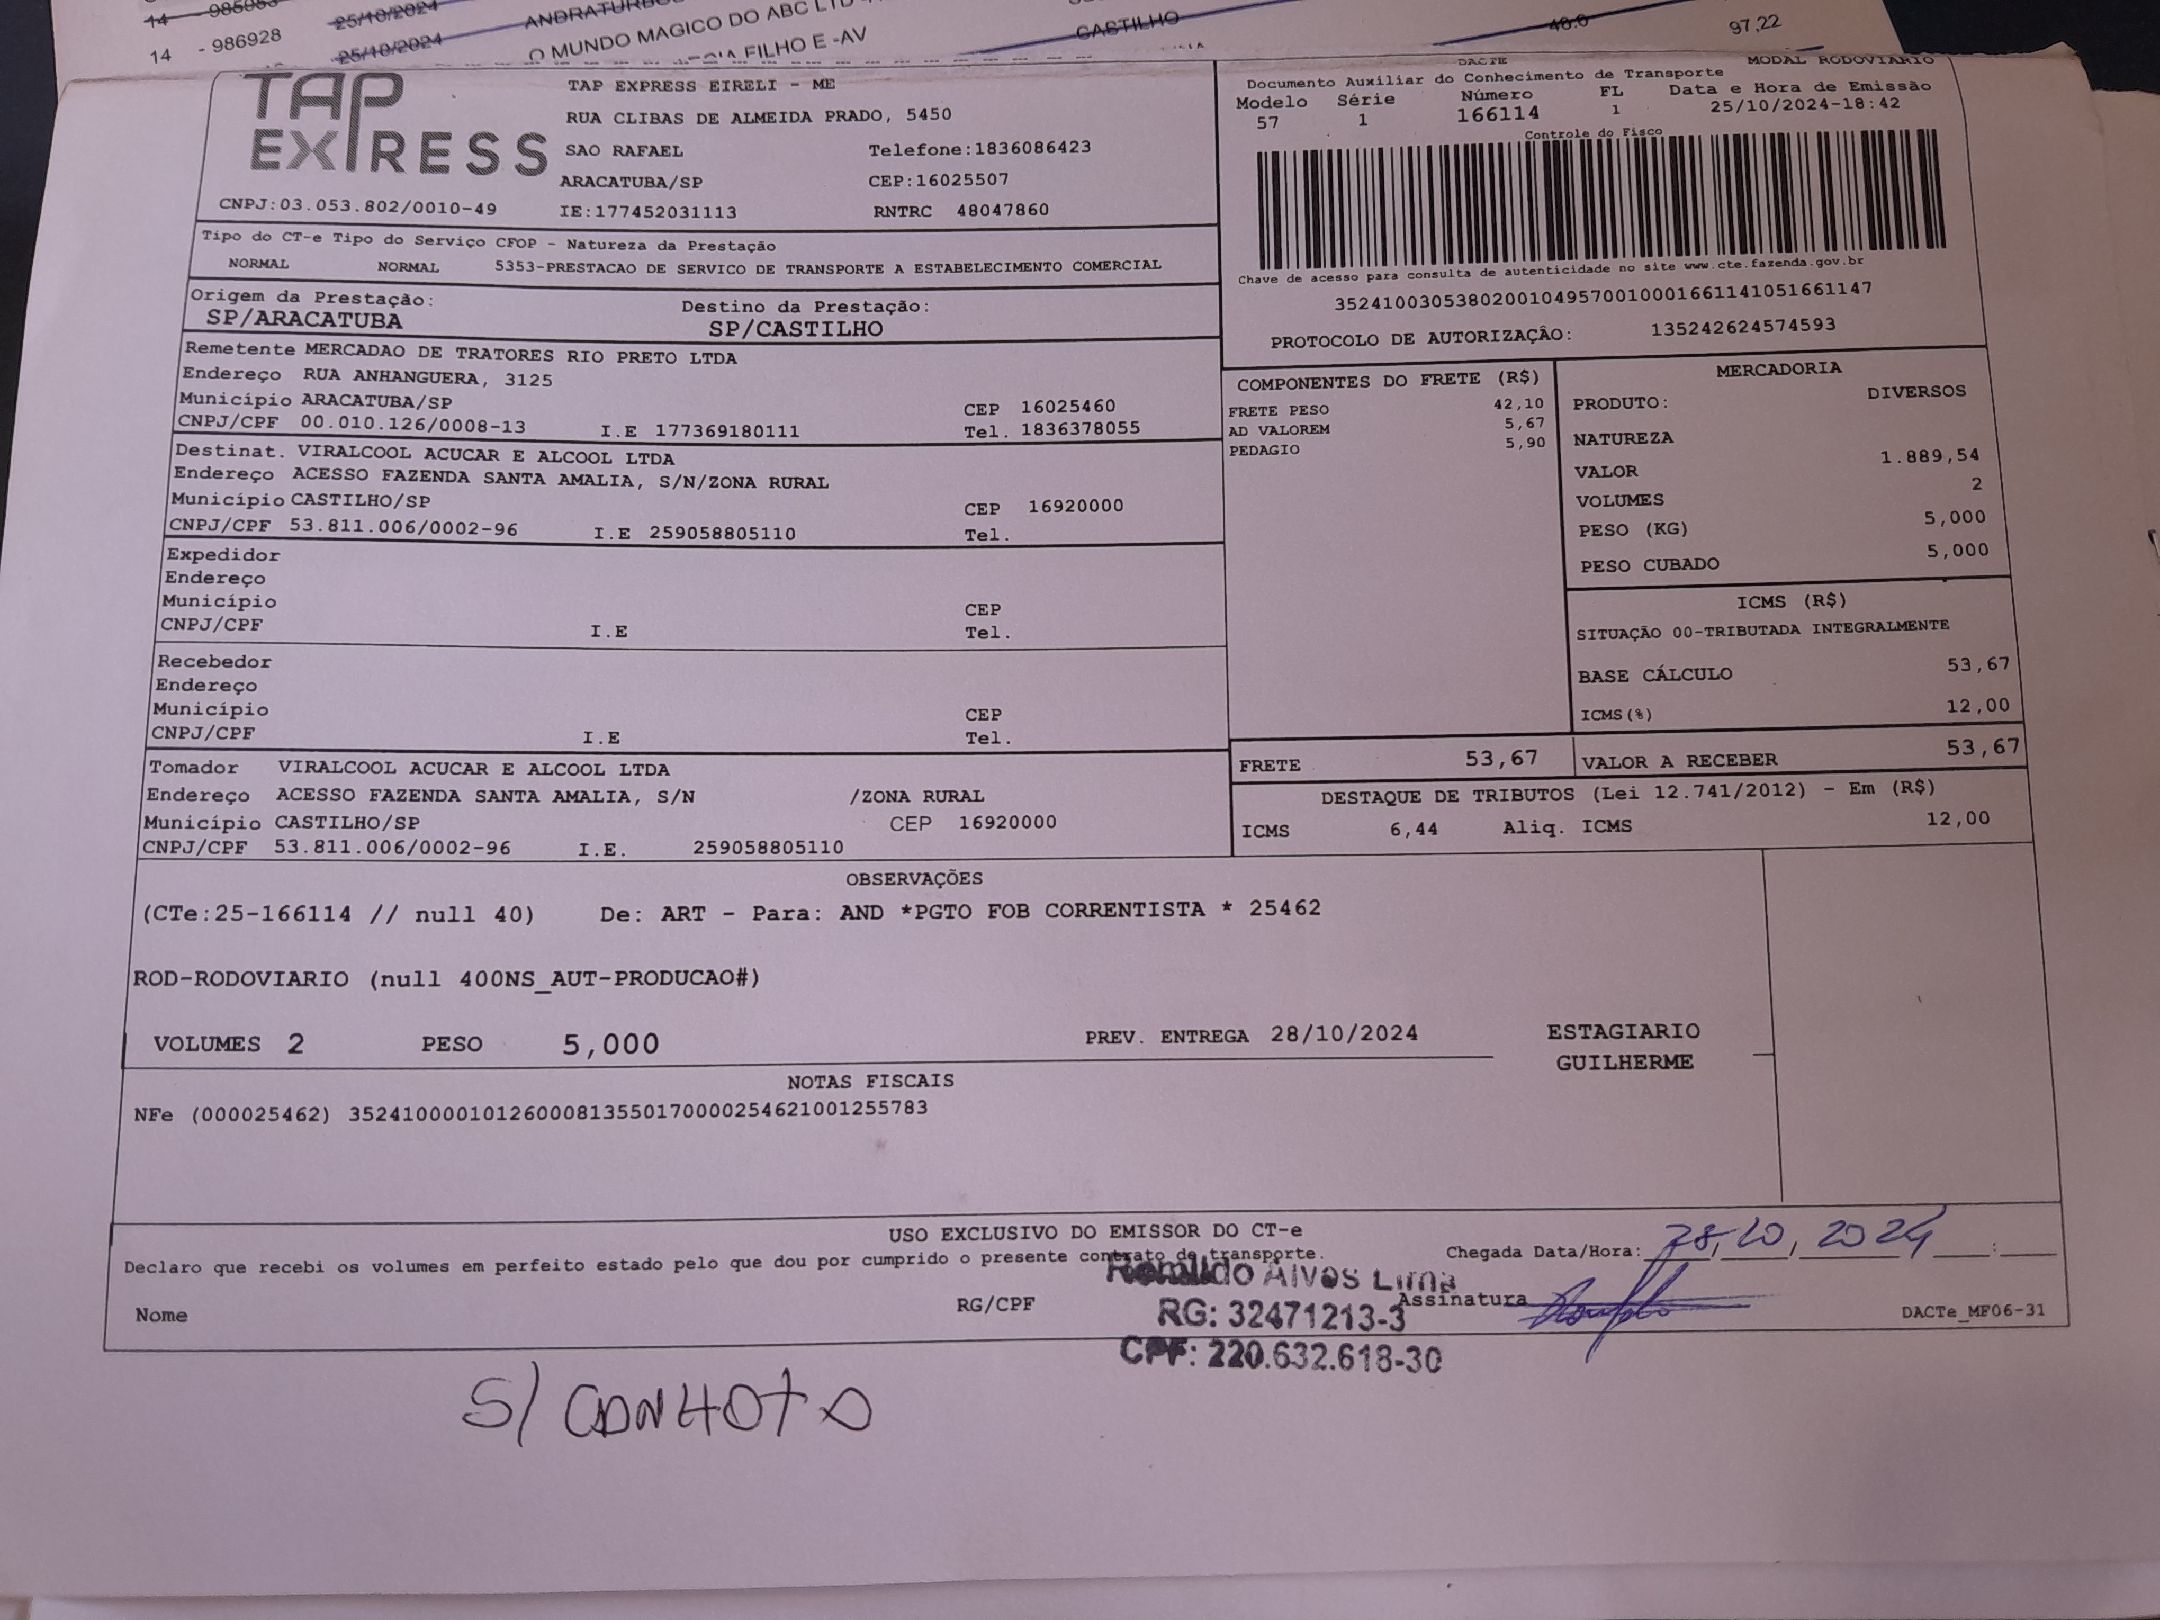 14 - 985053 25/10/2024
14 - 986928 25/10/2024 O MUNDO MAGICO DO ABC CASTILHO 48.0 97,22
FILHO E -AV
TAP EXPRESS
CNPJ:03.053.802/0010-49
TAP EXPRESS EIRELI - ME
RUA CLIBAS DE ALMEIDA PRADO, 5450
SAO RAFAEL Telefone:1836086423
ARACATUBA/SP CEP:16025507
IE:177452031113 RNTRC 48047860
DACTE MODAL RODOVIARIO
Documento Auxiliar do Conhecimento de Transporte
Modelo Série Número FL Data e Hora de Emissão
57 1 166114 1 25/10/2024-18:42
Controle do Fisco
Chave de acesso para consulta de autenticidade no site www.cte.fazenda.gov.br
35241003053802001049570010001661141051661147
PROTOCOLO DE AUTORIZAÇÃO: 135242624574593
Tipo do CT-e Tipo do Serviço CFOP - Natureza da Prestação
NORMAL NORMAL 5353-PRESTACAO DE SERVICO DE TRANSPORTE A ESTABELECIMENTO COMERCIAL
Origem da Prestação: Destino da Prestação:
SP/ARACATUBA SP/CASTILHO
Remetente MERCADAO DE TRATORES RIO PRETO LTDA
Endereço RUA ANHANGUERA, 3125
Município ARACATUBA/SP CEP 16025460
CNPJ/CPF 00.010.126/0008-13 I.E 177369180111 Tel. 1836378055
Destinat. VIRALCOOL ACUCAR E ALCOOL LTDA
Endereço ACESSO FAZENDA SANTA AMALIA, S/N/ZONA RURAL
Município CASTILHO/SP CEP 16920000
CNPJ/CPF 53.811.006/0002-96 I.E 259058805110 Tel.
Expedidor
Endereço
Município CEP
CNPJ/CPF I.E Tel.
Recebedor
Endereço
Município CEP
CNPJ/CPF I.E Tel.
Tomador VIRALCOOL ACUCAR E ALCOOL LTDA
Endereço ACESSO FAZENDA SANTA AMALIA, S/N /ZONA RURAL
Município CASTILHO/SP CEP 16920000
CNPJ/CPF 53.811.006/0002-96 I.E. 259058805110
COMPONENTES DO FRETE (R$)
FRETE PESO 42,10
AD VALOREM 5,67
PEDAGIO 5,90
MERCADORIA
PRODUTO: DIVERSOS
NATUREZA
VALOR 1.889,54
VOLUMES 2
PESO (KG) 5,000
PESO CUBADO 5,000
ICMS (R$)
SITUAÇÃO 00-TRIBUTADA INTEGRALMENTE
BASE CÁLCULO 53,67
ICMS(%) 12,00
FRETE 53,67 VALOR A RECEBER 53,67
DESTAQUE DE TRIBUTOS (Lei 12.741/2012) - Em (R$)
ICMS 6,44 Aliq. ICMS 12,00
OBSERVAÇÕES
(CTe:25-166114 // null 40) De: ART - Para: AND *PGTO FOB CORRENTISTA * 25462
ROD-RODOVIARIO (null 400NS_AUT-PRODUCAO#)
VOLUMES 2 PESO 5,000 PREV. ENTREGA 28/10/2024 ESTAGIARIO
GUILHERME
NOTAS FISCAIS
NFe (000025462) 35241000010126000813550170000254621001255783
USO EXCLUSIVO DO EMISSOR DO CT-e
Declaro que recebi os volumes em perfeito estado pelo que dou por cumprido o presente contrato de transporte.
Chegada Data/Hora: 28/10/2024 __:__
Alves Lima
Nome RG/CPF Assinatura DACTe_MF06-31
RG: 32471213-3
CPF: 220.632.618-30
S/ CANHOTO